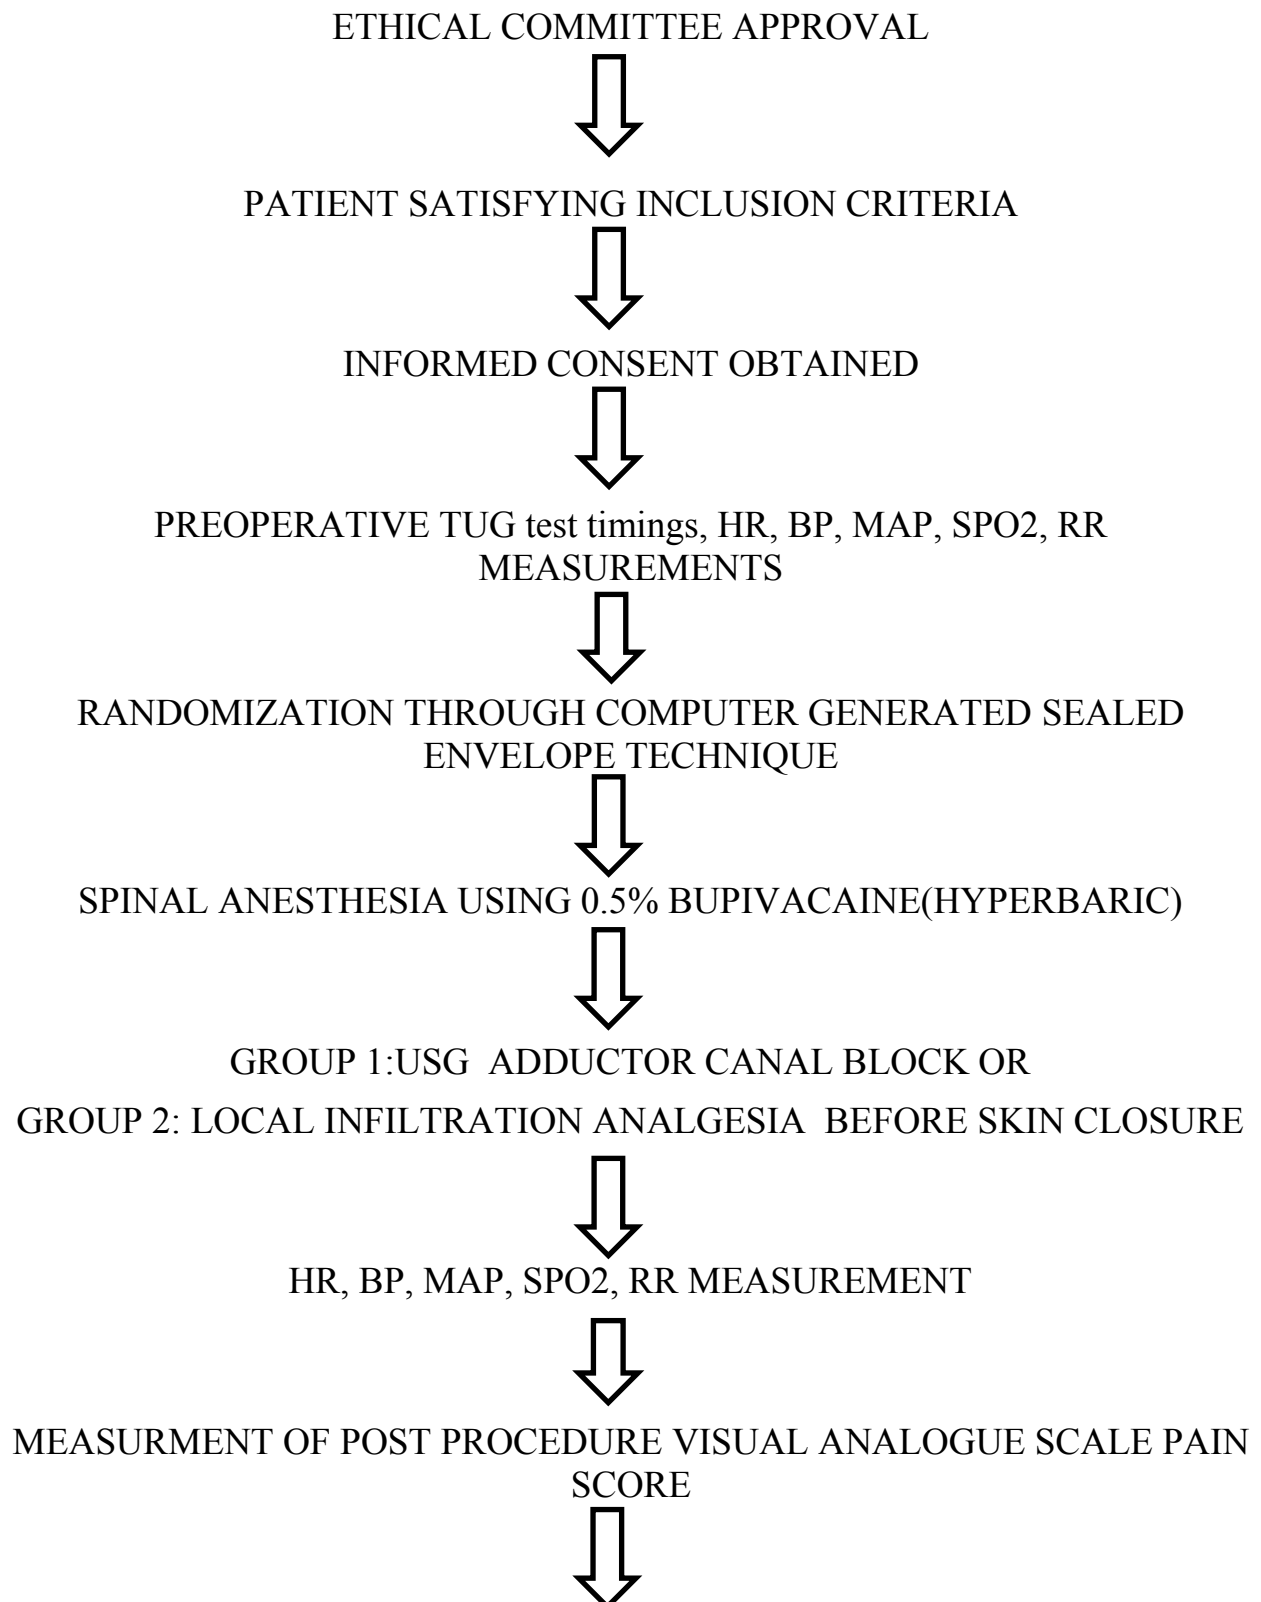 ETHICAL COMMITTEE APPROVAL
PATIENT SATISFYING INCLUSION CRITERIA
INFORMED CONSENT OBTAINED
PREOPERATIVE TUG test timings, HR, BP, MAP, SPO2, RR
MEASUREMENTS
RANDOMIZATION THROUGH COMPUTER GENERATED SEALED
ENVELOPE TECHNIQUE
SPINAL ANESTHESIA USING 0.5% BUPIVACAINE(HYPERBARIC)
GROUP 1:USG ADDUCTOR CANAL BLOCK OR
GROUP 2: LOCAL INFILTRATION ANALGESIA BEFORE SKIN CLOSURE
HR, BP, MAP, SPO2, RR MEASUREMENT
MEASURMENT OF POST PROCEDURE VISUAL ANALOGUE SCALE PAIN
SCORE